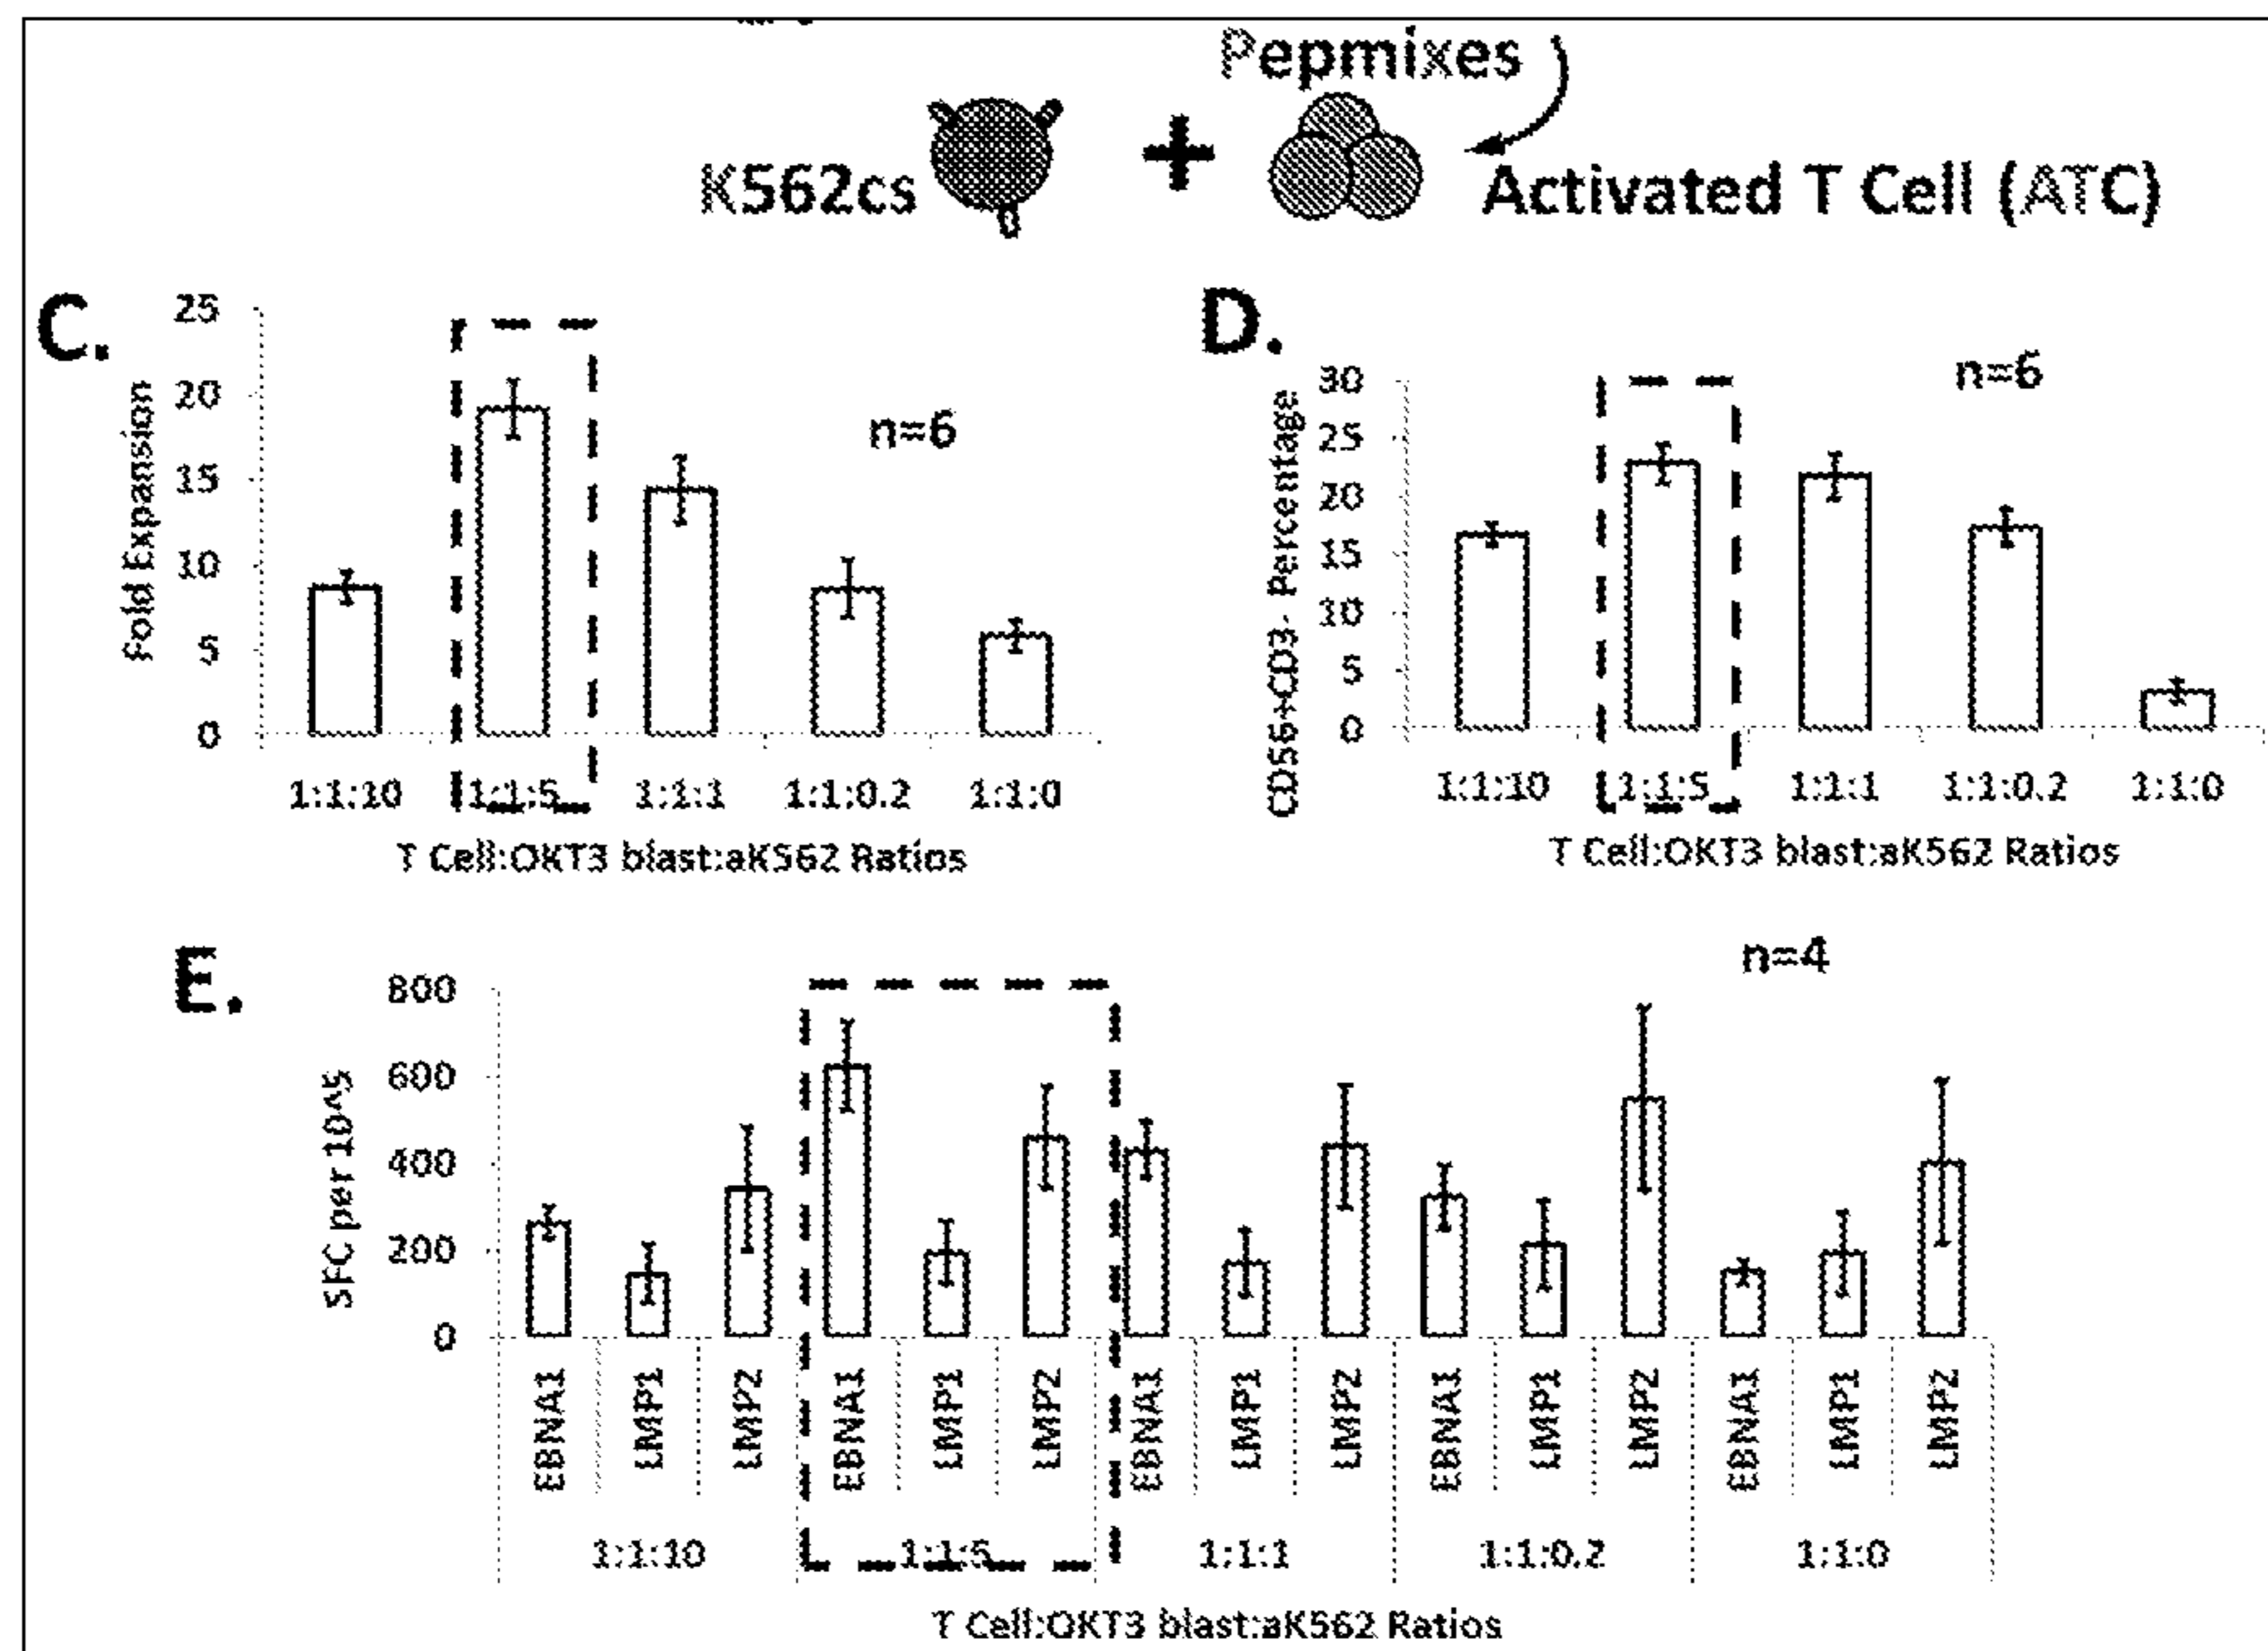 Pepmixes
K562cs + Activated T Cell (ATC)
C.
Fold Expansion
25
20
15
10
5
0
n=6
1:1:10 1:1:5 1:1:1 1:1:0.2 1:1:0
T Cell:OKT3 blast:aK562 Ratios
D.
CD56+CD3- Percentage
30
25
20
15
10
5
0
n=6
1:1:10 1:1:5 1:1:1 1:1:0.2 1:1:0
T Cell:OKT3 blast:aK562 Ratios
E.
n=4
SFC per 10^5
800
600
400
200
0
EBNA1 LMP1 LMP2 EBNA1 LMP1 LMP2 EBNA1 LMP1 LMP2 EBNA1 LMP1 LMP2 EBNA1 LMP1 LMP2
1:1:10 1:1:5 1:1:1 1:1:0.2 1:1:0
T Cell:OKT3 blast:aK562 Ratios